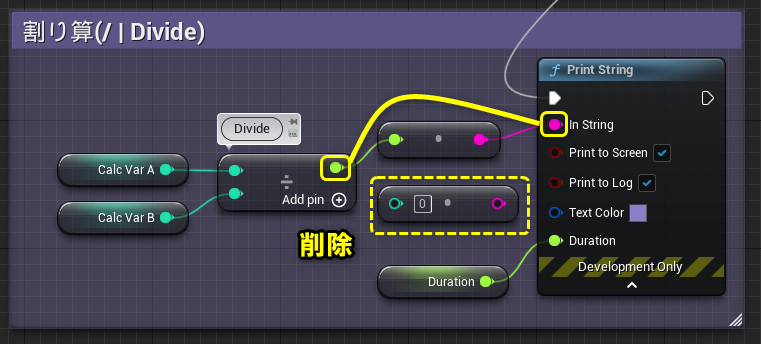 割り算(/ | Divide)
Print String
Divide
In String
Calc Var A
Print to Screen
Add pin
Print to Log
0
Calc Var B
Text Color
削除
Duration
Duration
Development Only